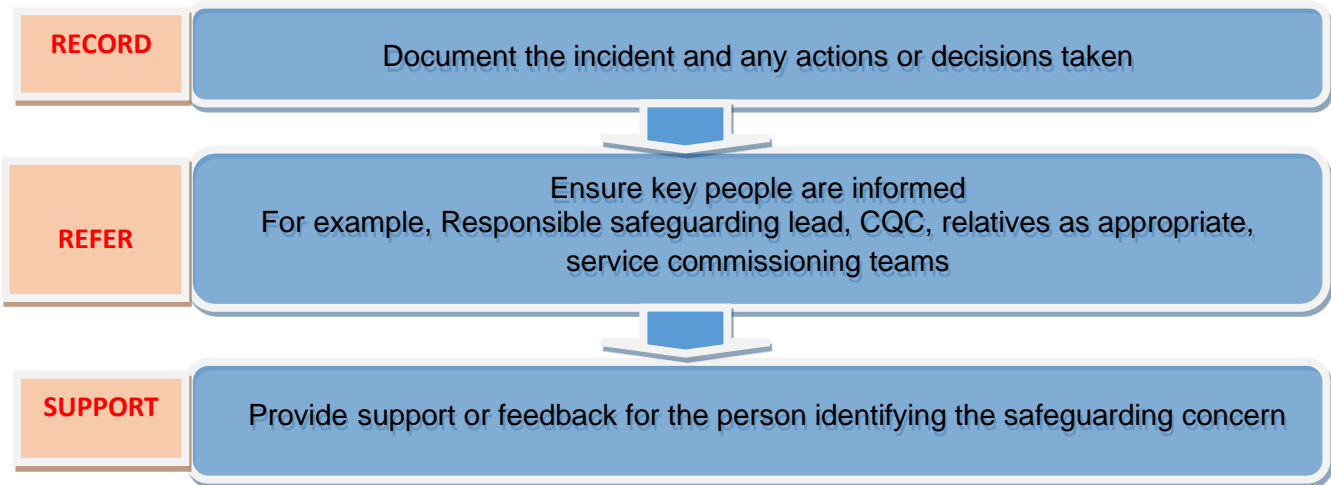 RECORD
Document the incident and any actions or decisions taken
REFER
Ensure key people are informed
For example, Responsible safeguarding lead, CQC, relatives as appropriate,
service commissioning teams
SUPPORT
Provide support or feedback for the person identifying the safeguarding concern